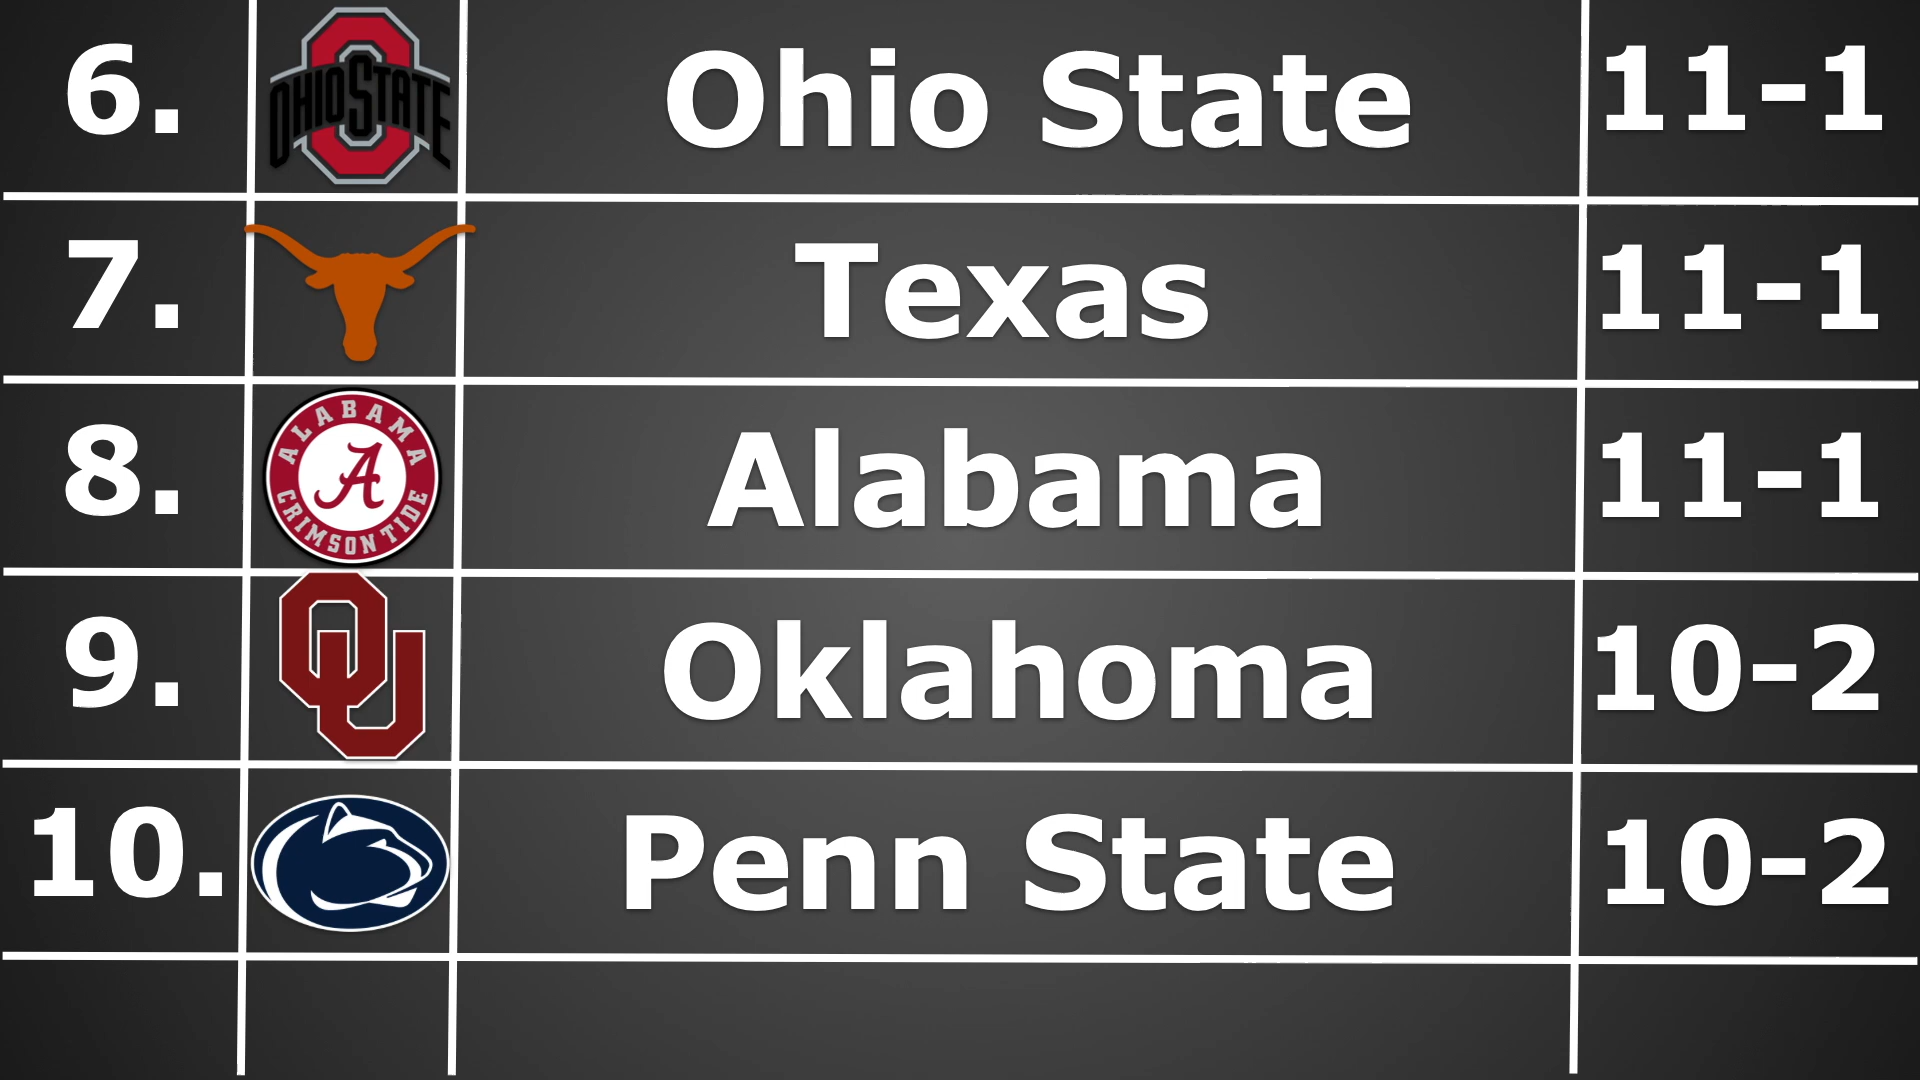 6. OHIO STATE Ohio State 11-1
7. Texas 11-1
8. ALABAMA A CRIMSON TIDE Alabama 11-1
9. OU Oklahoma 10-2
10. Penn State 10-2